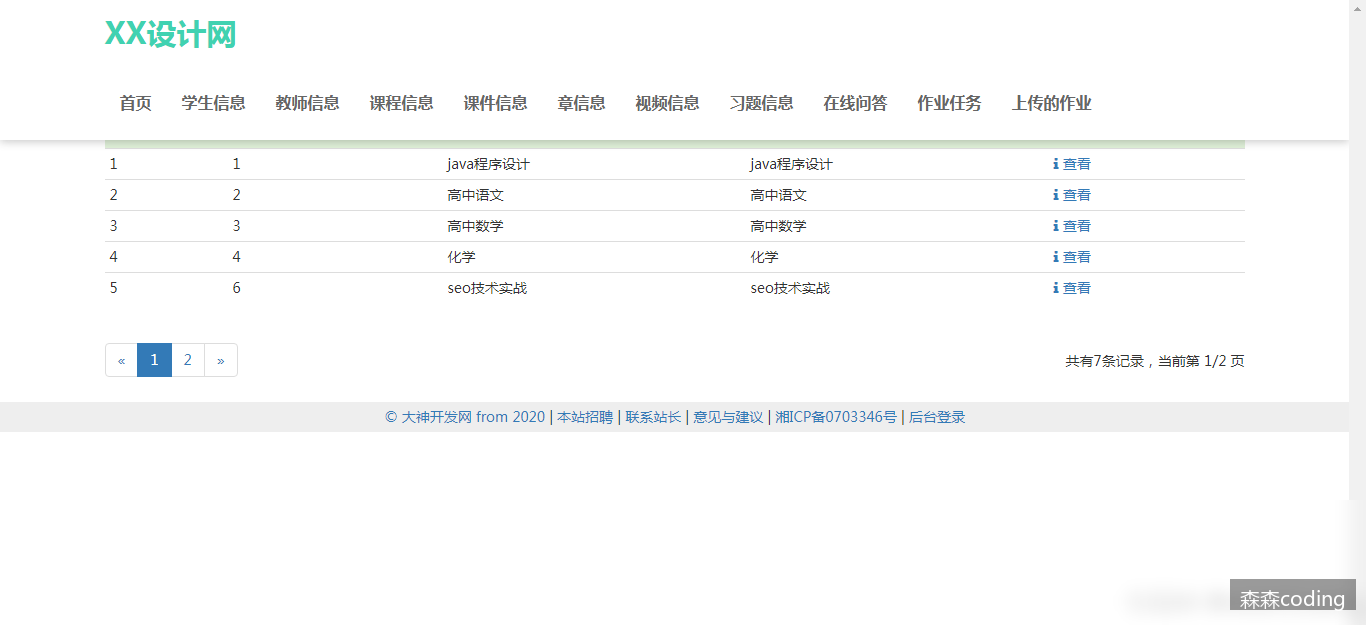 XX设计网
首页 学生信息 教师信息 课程信息 课件信息 章信息 视频信息 习题信息 在线问答 作业任务 上传的作业
1 1 java程序设计 java程序设计 查看
2 2 高中语文 高中语文 查看
3 3 高中数学 高中数学 查看
4 4 化学 化学 查看
5 6 seo技术实战 seo技术实战 查看
« 1 2 » 共有7条记录，当前第 1/2 页
© 大神开发网 from 2020 | 本站招聘 | 联系站长 | 意见与建议 | 湘ICP备0703346号 | 后台登录
森森coding